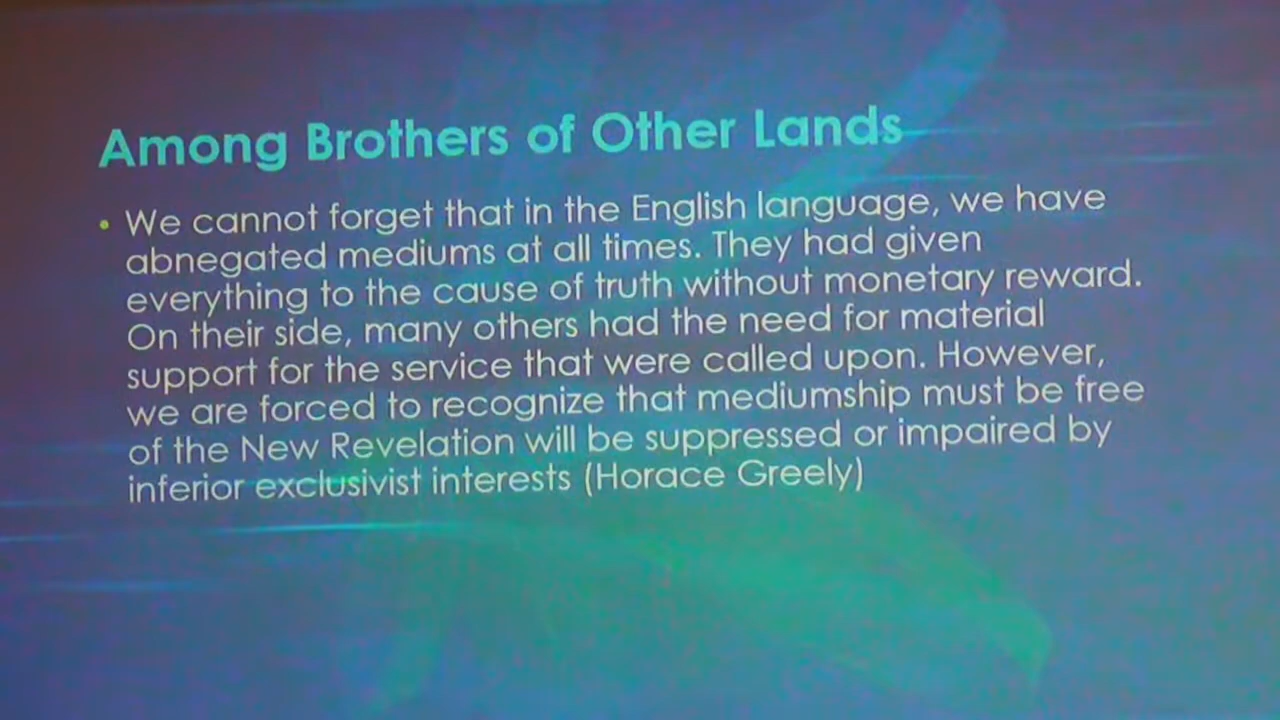 Among Brothers of Other Lands
• We cannot forget that in the English language, we have
abnegated mediums at all times. They had given
everything to the cause of truth without monetary reward.
On their side, many others had the need for material
support for the service that were called upon. However,
we are forced to recognize that mediumship must be free
of the New Revelation will be suppressed or impaired by
inferior exclusivist interests (Horace Greely)